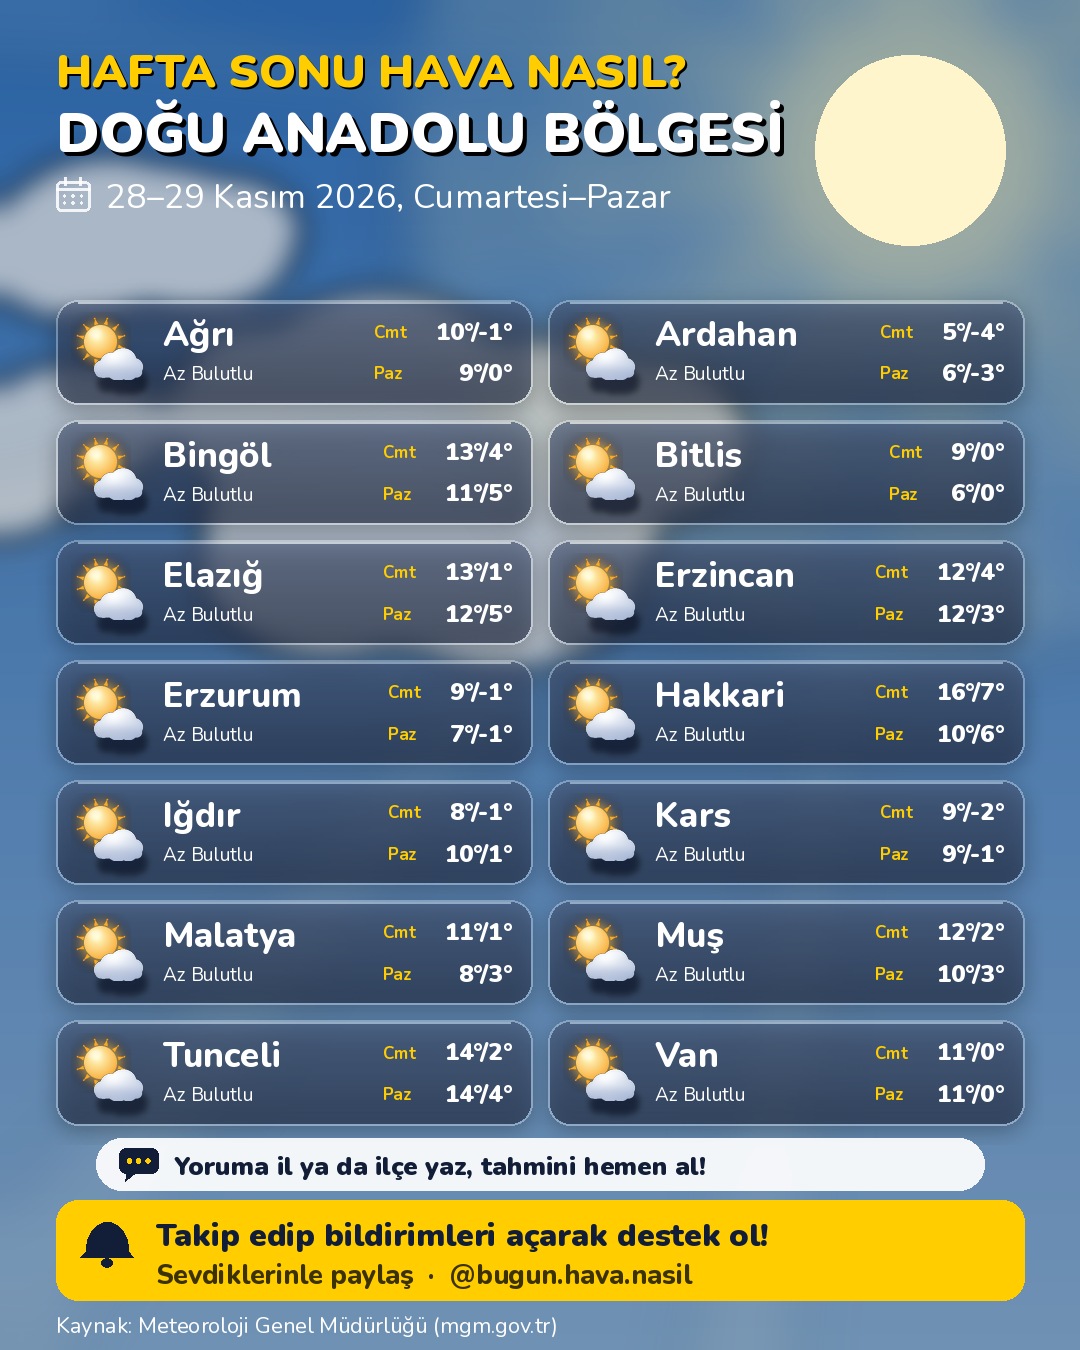 HAFTA SONU HAVA NASIL?
DOĞU ANADOLU BÖLGESİ
28–29 Kasım 2026, Cumartesi–Pazar
Ağrı
Az Bulutlu
Cmt 10°/-1°
Paz 9°/0°
Ardahan
Az Bulutlu
Cmt 5°/-4°
Paz 6°/-3°
Bingöl
Az Bulutlu
Cmt 13°/4°
Paz 11°/5°
Bitlis
Az Bulutlu
Cmt 9°/0°
Paz 6°/0°
Elazığ
Az Bulutlu
Cmt 13°/1°
Paz 12°/5°
Erzincan
Az Bulutlu
Cmt 12°/4°
Paz 12°/3°
Erzurum
Az Bulutlu
Cmt 9°/-1°
Paz 7°/-1°
Hakkari
Az Bulutlu
Cmt 16°/7°
Paz 10°/6°
Iğdır
Az Bulutlu
Cmt 8°/-1°
Paz 10°/1°
Kars
Az Bulutlu
Cmt 9°/-2°
Paz 9°/-1°
Malatya
Az Bulutlu
Cmt 11°/1°
Paz 8°/3°
Muş
Az Bulutlu
Cmt 12°/2°
Paz 10°/3°
Tunceli
Az Bulutlu
Cmt 14°/2°
Paz 14°/4°
Van
Az Bulutlu
Cmt 11°/0°
Paz 11°/0°
Yoruma il ya da ilçe yaz, tahmini hemen al!
Takip edip bildirimleri açarak destek ol!
Sevdiklerinle paylaş · @bugun.hava.nasil
Kaynak: Meteoroloji Genel Müdürlüğü (mgm.gov.tr)